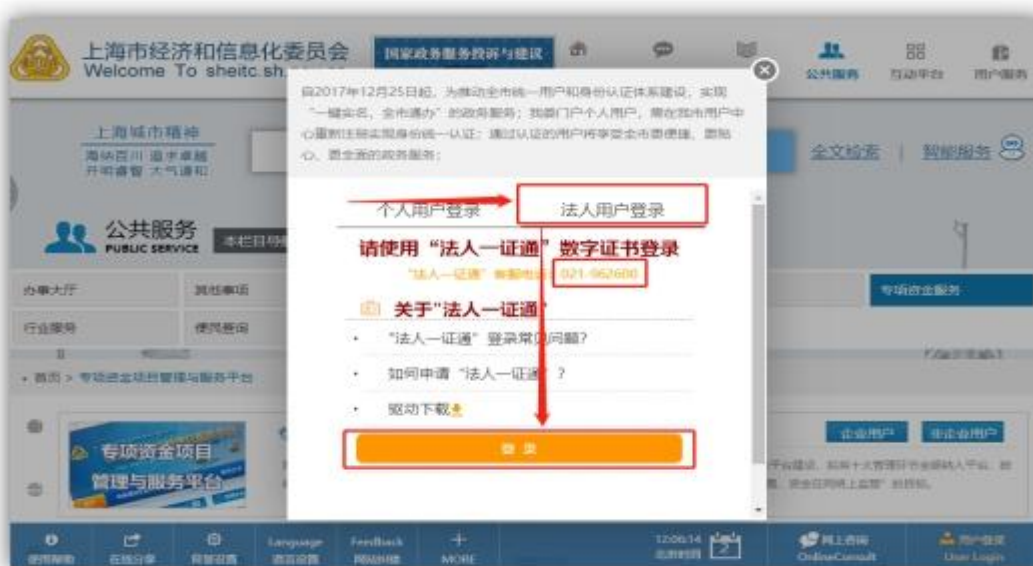 上海市经济和信息化委员会
Welcome To sheitc.sh.
国家政务服务投诉与建议
公共服务
互动平台
用户服务
自2017年12月25日起，为推动全市统一用户和身份认证体系建设，实现
“一键实名，全市通办”的政务服务；我委门户个人用户，需在我市用户中
心重新注册实现身份统一认证；通过认证的用户将享受全市更便捷、更贴
心、更全面的政务服务；
上海城市精神
海纳百川 追求卓越
开明睿智 大气谦和
全文检索 | 智能服务
个人用户登录
法人用户登录
公共服务
PUBLIC SERVICE
本栏目导航
请使用“法人一证通”数字证书登录
“法人一证通”客服电话：021-962600
办事大厅
其他事项
专项资金服务
关于"法人一证通"
行业服务
便民查询
“法人一证通”登录常见问题？
首页 > 专项资金项目管理与服务平台
如何申请“法人一证通”？
驱动下载
专项资金项目
管理与服务平台
企业用户
非企业用户
登 录
使用帮助
在线分享
背景设置
Language
语言设置
Feedback
网站纠错
MORE
12:06:14
北京时间
2
网上咨询
OnlineConsult
用户登录
User Login